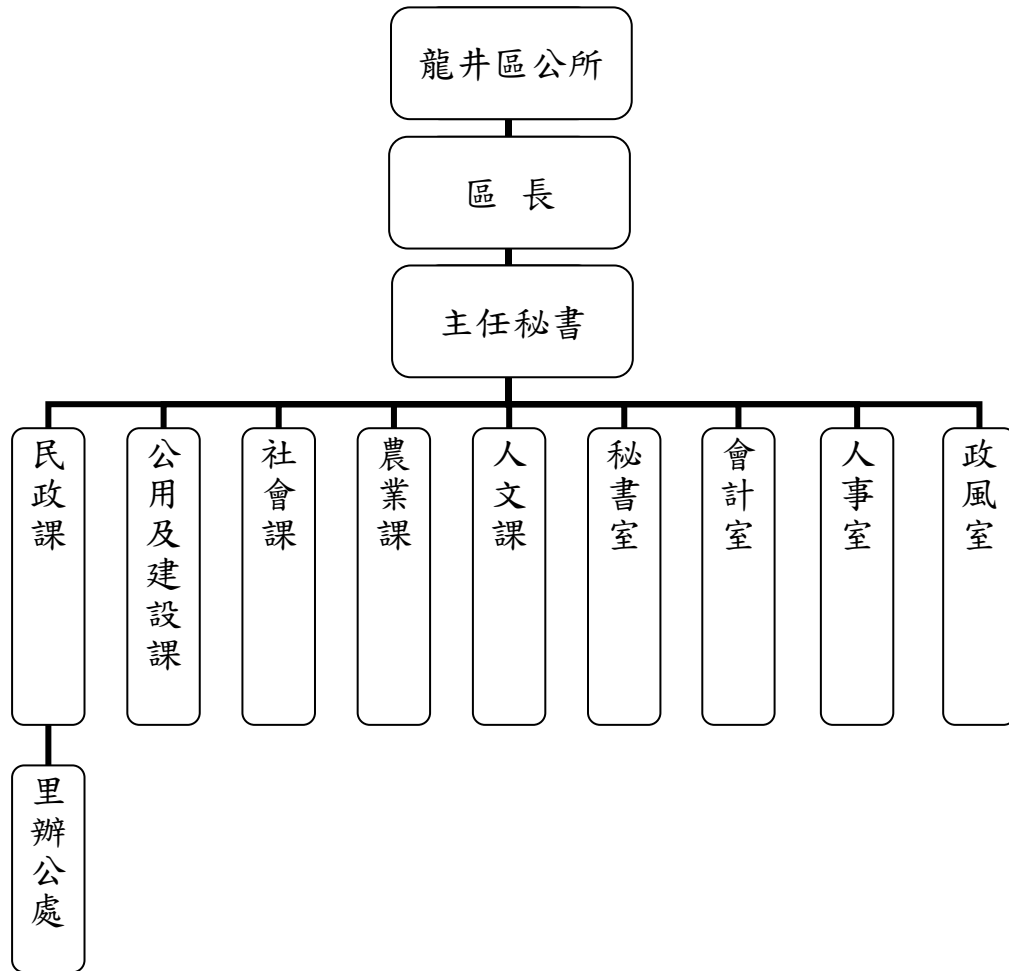 龍井區公所
區 長
主任秘書
民政課
公用及建設課
社會課
農業課
人文課
秘書室
會計室
人事室
政風室
里辦公處